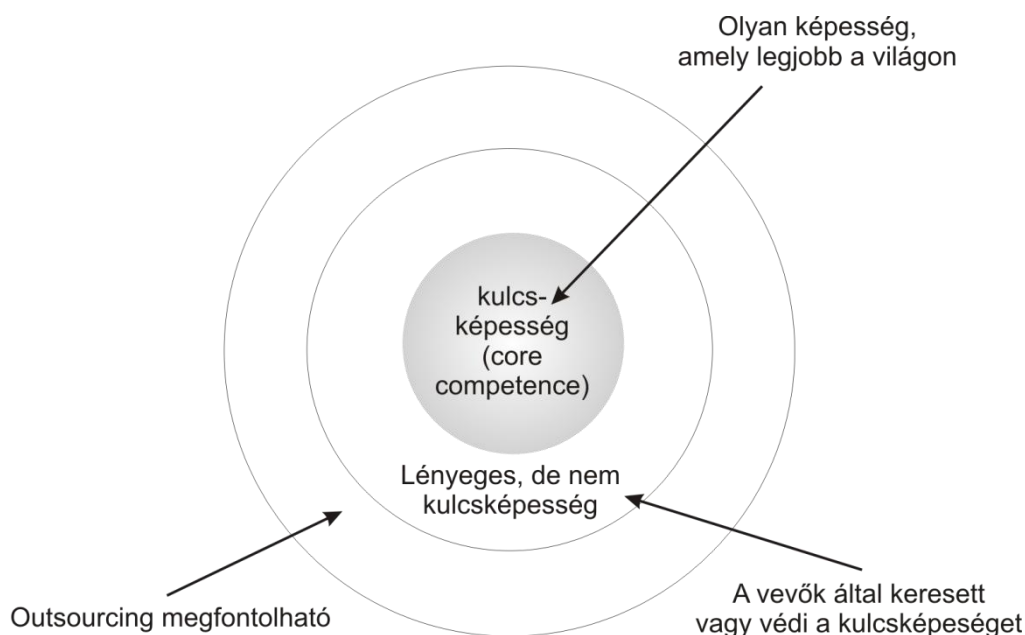 Olyan képesség,
amely legjobb a világon
kulcs-
képesség
(core
competence)
Lényeges, de nem
kulcsképesség
Outsourcing megfontolható
A vevők által keresett
vagy védi a kulcsképeséget